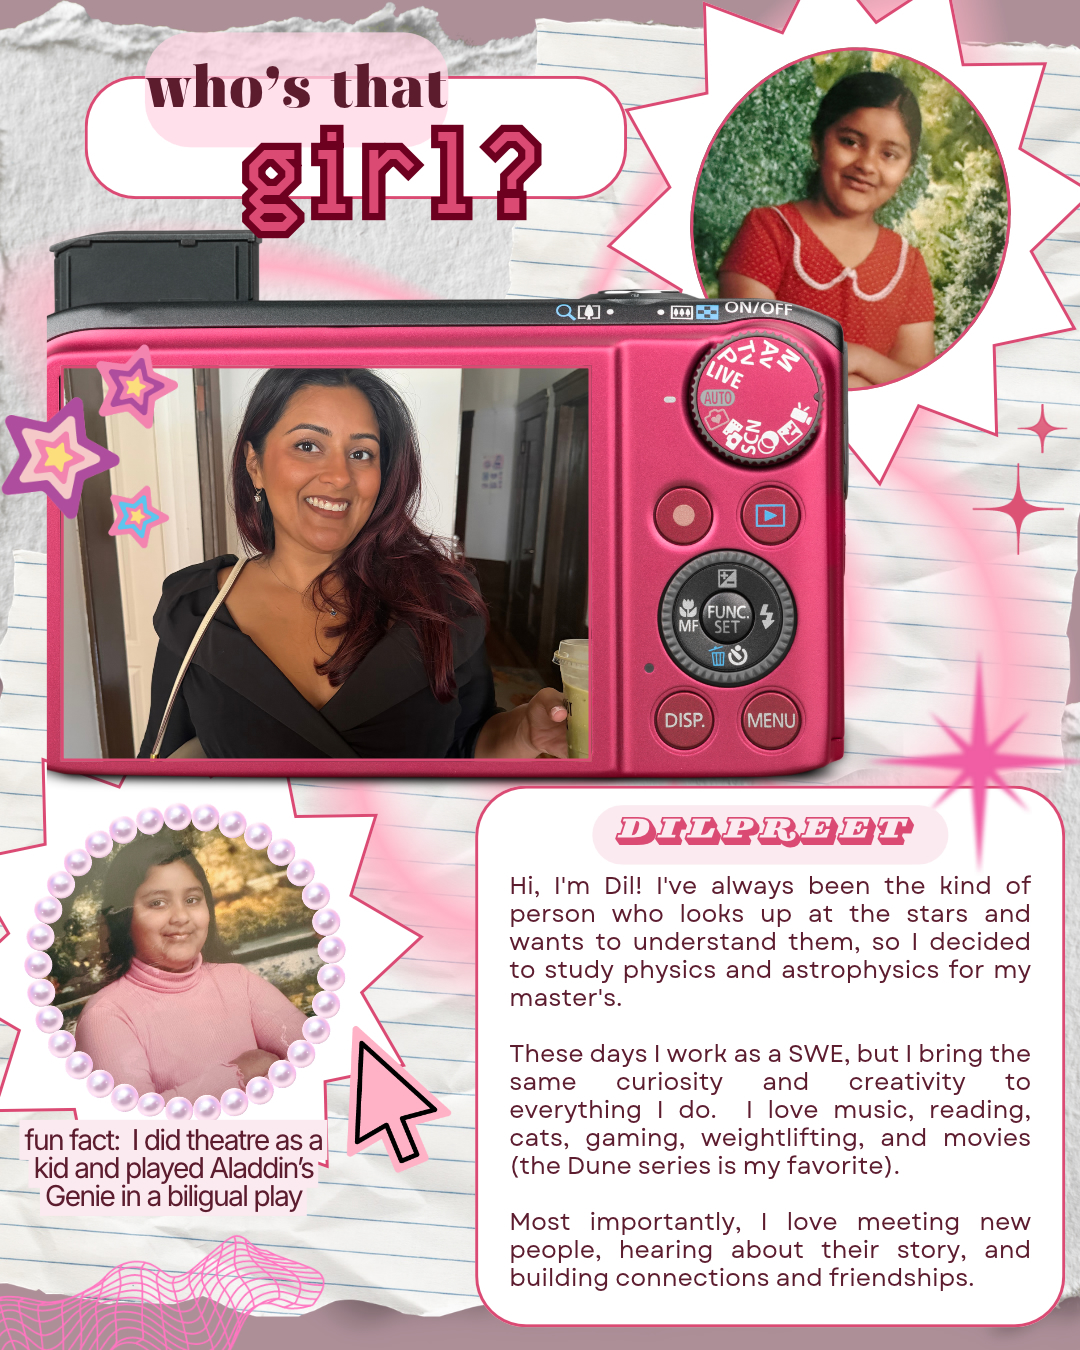 who's that
girl?
ON/OFF
M
AV
TV
P
LIVE
AUTO
SCN
FUNC.
SET
MF
DISP.
MENU
DILPREET
Hi, I'm Dil! I've always been the kind of
person who looks up at the stars and
wants to understand them, so I decided
to study physics and astrophysics for my
master's.
These days I work as a SWE, but I bring the
same curiosity and creativity to
everything I do. I love music, reading,
cats, gaming, weightlifting, and movies
(the Dune series is my favorite).
Most importantly, I love meeting new
people, hearing about their story, and
building connections and friendships.
fun fact: I did theatre as a
kid and played Aladdin's
Genie in a biligual play